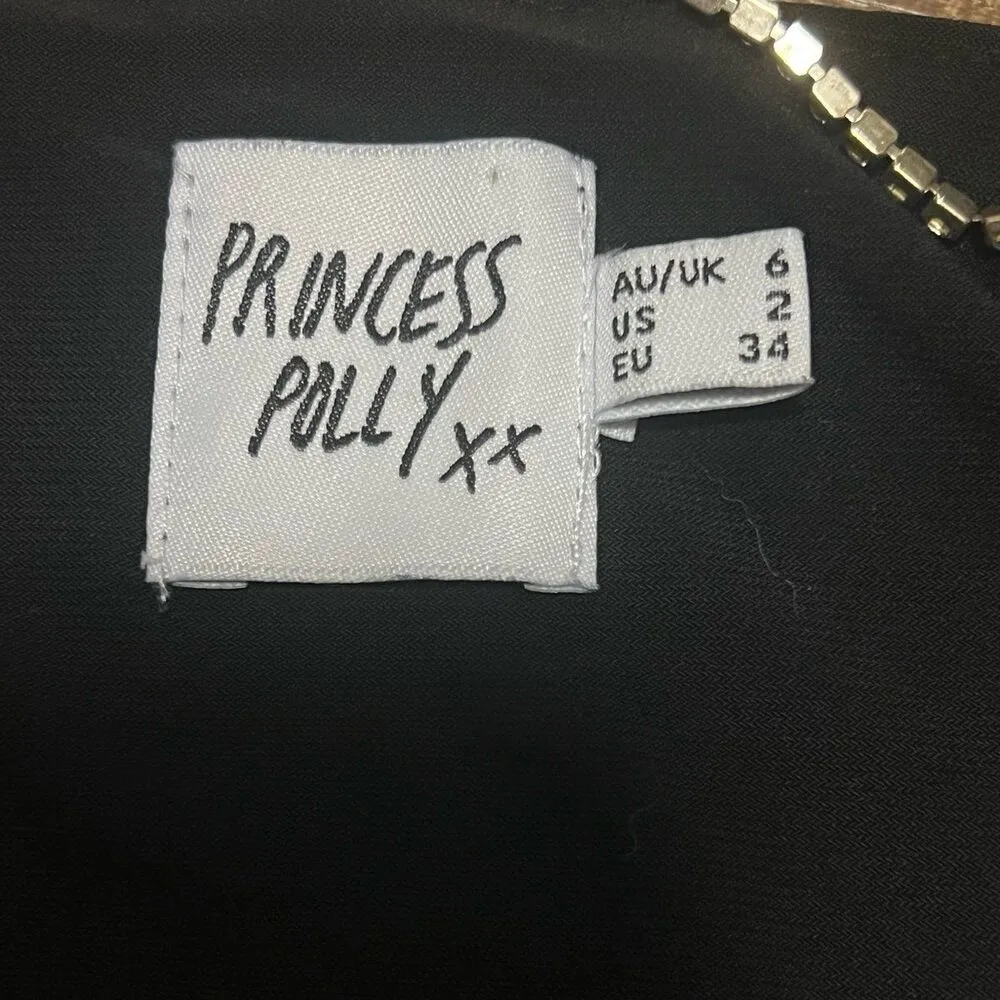 PRINCESS
POLLY xx
AU/UK 6
US 2
EU 34